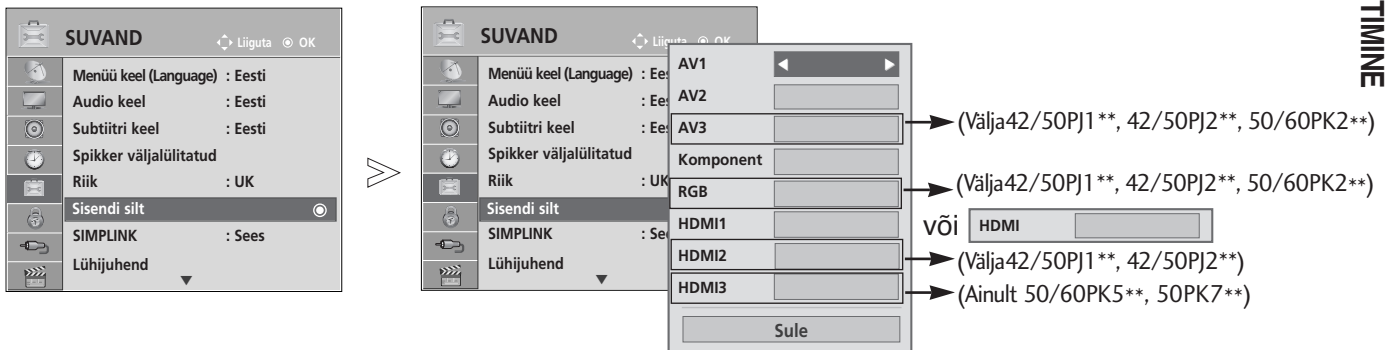 TIMINE
SUVAND
Liiguta OK
Menüü keel (Language) : Eesti
Audio keel : Eesti
Subtiitri keel : Eesti
Spikker väljalülitatud
Riik : UK
Sisendi silt
SIMPLINK : Sees
Lühijuhend
SUVAND
Liiguta OK
Menüü keel (Language) : Ees
Audio keel : Ees
Subtiitri keel : Ees
Spikker väljalülitatud
Riik : UK
Sisendi silt
SIMPLINK : See
Lühijuhend
AV1
AV2
AV3
Komponent
RGB
HDMI1
HDMI2
HDMI3
Sule
(Välja42/50PJ1**, 42/50PJ2**, 50/60PK2**)
(Välja42/50PJ1**, 42/50PJ2**, 50/60PK2**)
või HDMI
(Välja42/50PJ1**, 42/50PJ2**)
(Ainult 50/60PK5**, 50PK7**)